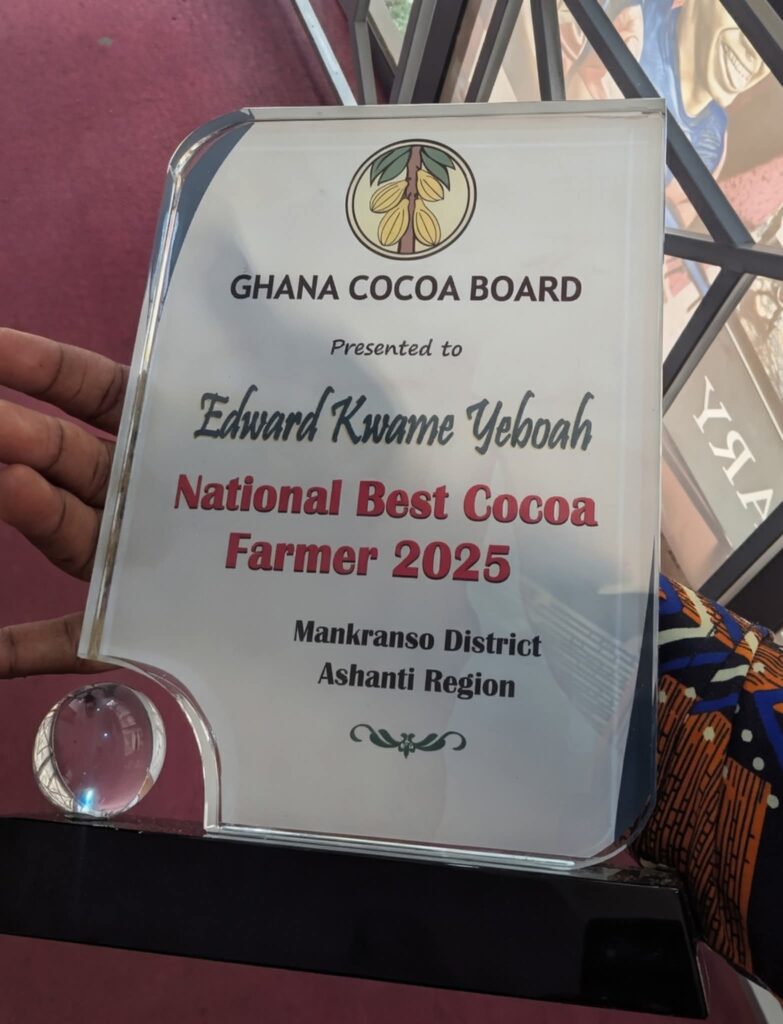 GHANA COCOA BOARD
Presented to
Edward Kwame Yeboah
National Best Cocoa
Farmer 2025
Mankranso District
Ashanti Region